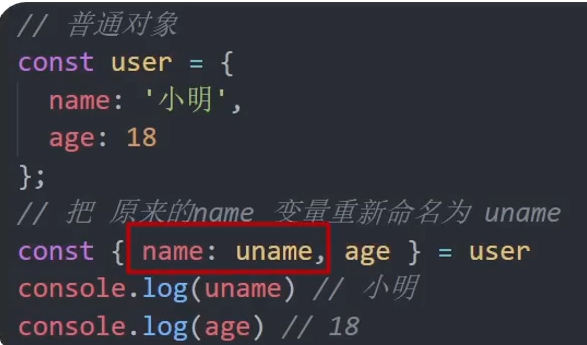 // 普通对象
const user = {
  name: '小明',
  age: 18
};
// 把 原来的name 变量重新命名为 uname
const { name: uname, age } = user
console.log(uname) // 小明
console.log(age) // 18